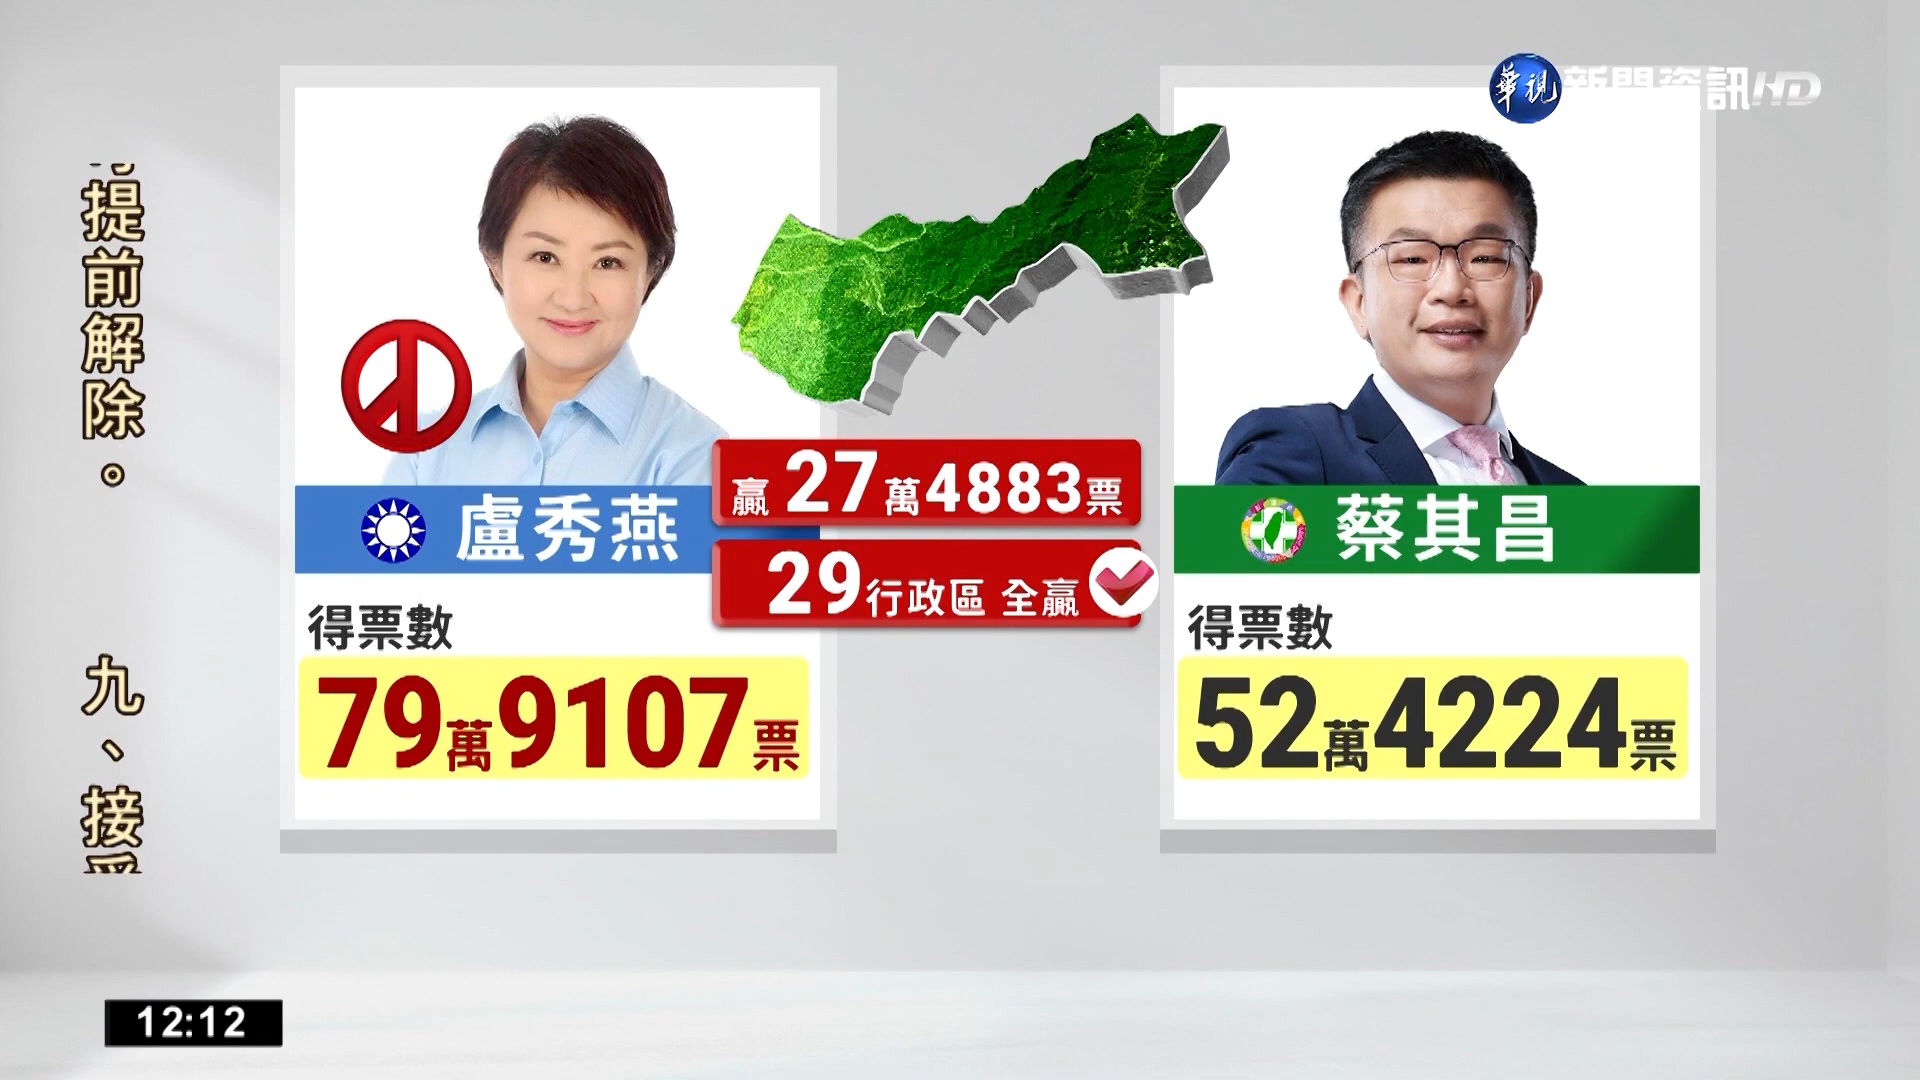 華視 新聞資訊HD
提前解除。 九、接
盧秀燕
得票數
79萬9107票
贏27萬4883票
29行政區 全贏
蔡其昌
得票數
52萬4224票
12:12